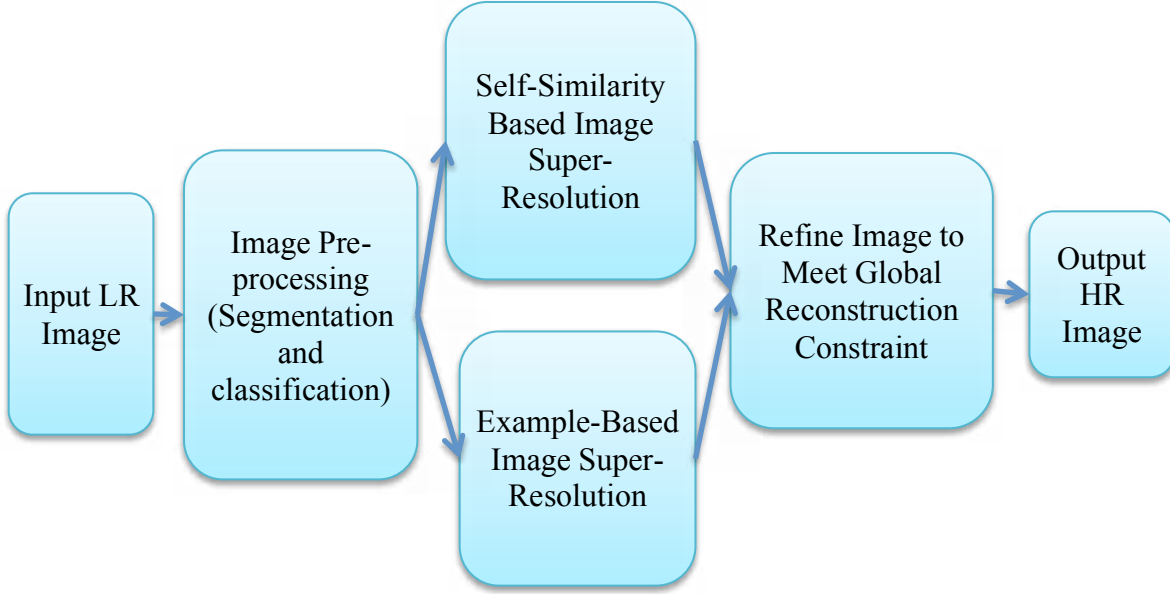 Input LR
Image
Image Pre-
processing
(Segmentation
and
classification)
Self-Similarity
Based Image
Super-
Resolution
Example-Based
Image Super-
Resolution
Refine Image to
Meet Global
Reconstruction
Constraint
Output
HR
Image